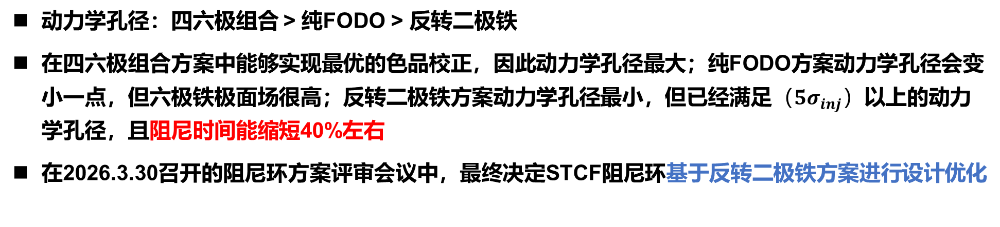 ■ 动力学孔径：四六极组合 > 纯FODO > 反转二极铁
■ 在四六极组合方案中能够实现最优的色品校正，因此动力学孔径最大；纯FODO方案动力学孔径会变
小一点，但六极铁极面场很高；反转二极铁方案动力学孔径最小，但已经满足（5σ_inj）以上的动力
学孔径，且阻尼时间能缩短40%左右
■ 在2026.3.30召开的阻尼环方案评审会议中，最终决定STCF阻尼环基于反转二极铁方案进行设计优化